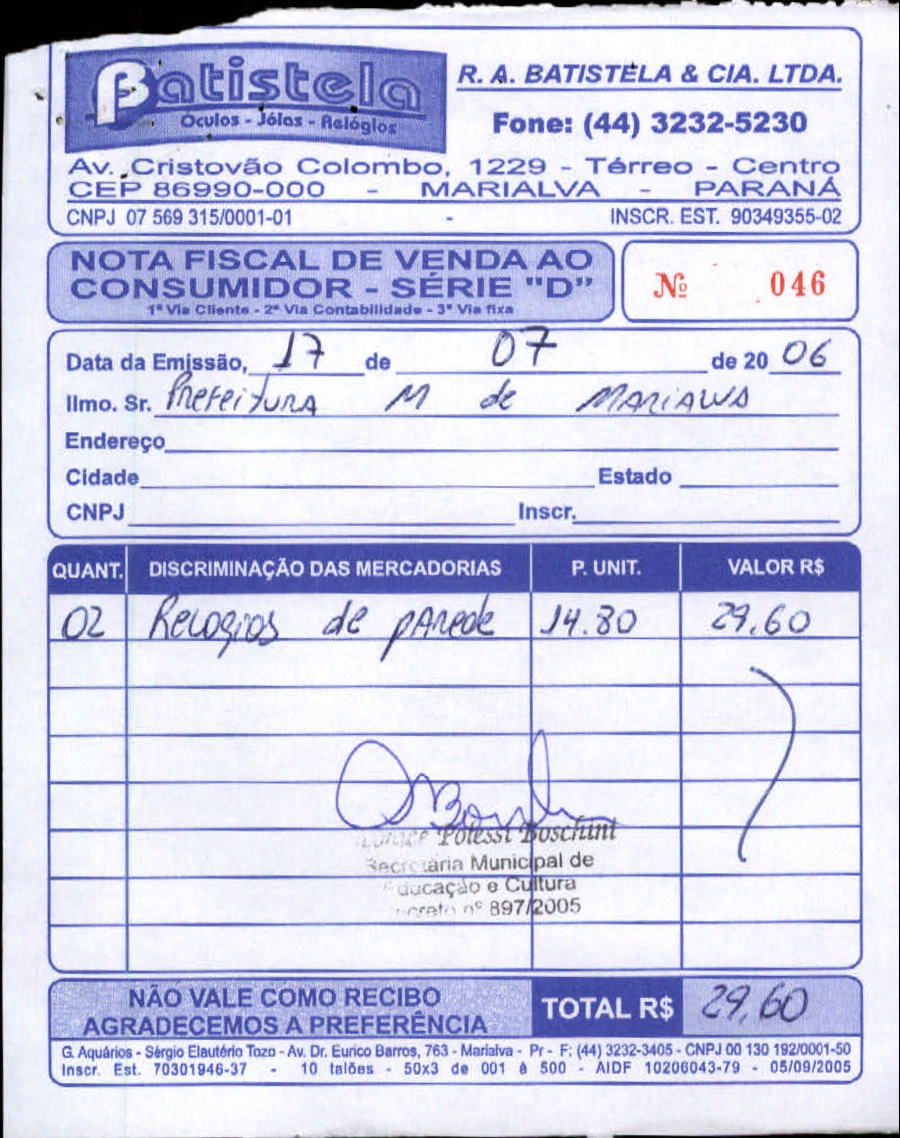 Batistela
Óculos - Jóias - Relógios
R. A. BATISTELA & CIA. LTDA.
Fone: (44) 3232-5230
Av. Cristovão Colombo, 1229 - Térreo - Centro
CEP 86990-000 - MARIALVA - PARANÁ
CNPJ 07 569 315/0001-01 - INSCR. EST. 90349355-02
NOTA FISCAL DE VENDA AO
CONSUMIDOR - SÉRIE "D"
1ª Via Cliente - 2ª Via Contabilidade - 3ª Via fixa
Nº 046
Data da Emissão, 17 de 07 de 20 06
Ilmo. Sr. Prefeitura M de Marialva
Endereço
Cidade Estado
CNPJ Inscr.
QUANT. DISCRIMINAÇÃO DAS MERCADORIAS P. UNIT. VALOR R$
02 Relogios de parede 14.80 29,60
Polessi Boschini
Secretária Municipal de
Educação e Cultura
Decreto nº 897/2005
NÃO VALE COMO RECIBO
AGRADECEMOS A PREFERÊNCIA
TOTAL R$ 29,60
G. Aquários - Sérgio Elautério Tozo - Av. Dr. Eurico Barros, 763 - Marialva - Pr - F: (44) 3232-3405 - CNPJ 00 130 192/0001-50
Inscr. Est. 70301946-37 - 10 talões - 50x3 de 001 à 500 - AIDF 10206043-79 - 05/09/2005